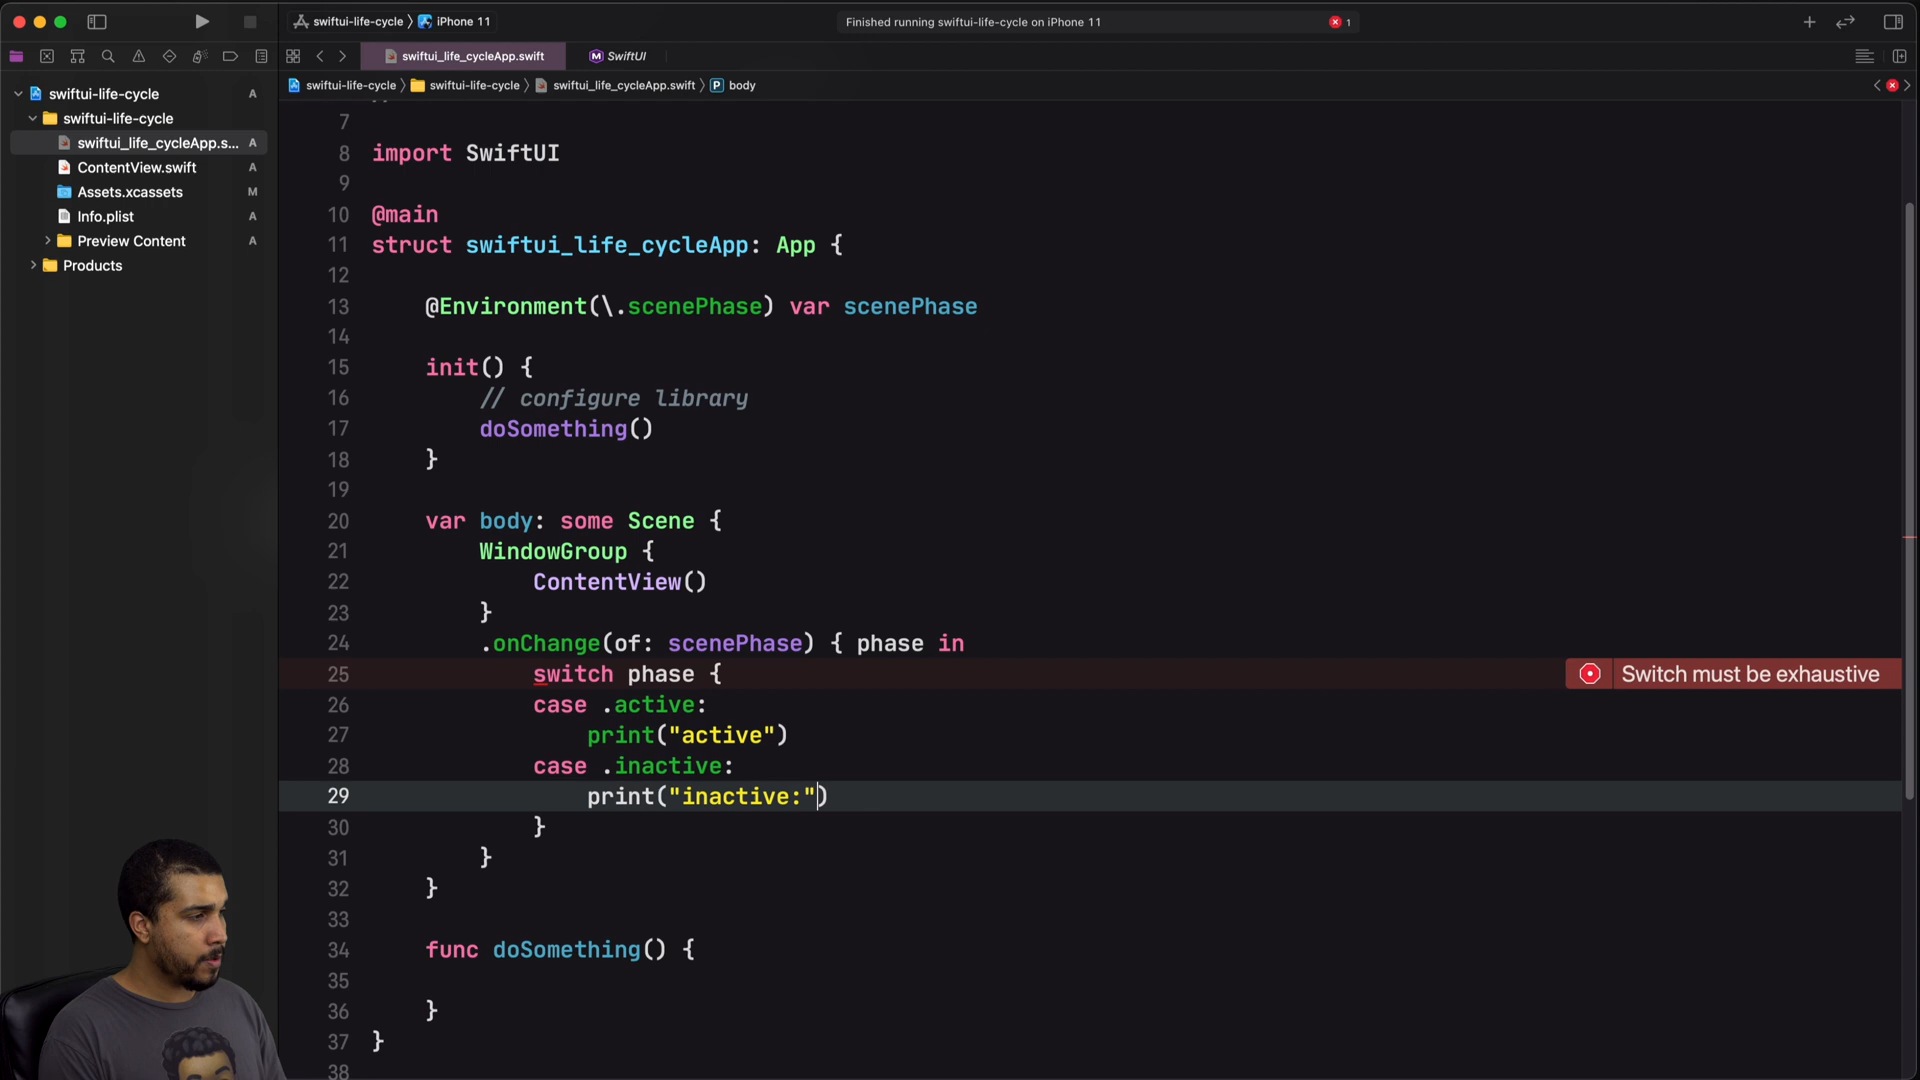 swiftui-life-cycle 〉 iPhone 11
Finished running swiftui-life-cycle on iPhone 11
1
swiftui_life_cycleApp.swift
SwiftUI
swiftui-life-cycle 〉 swiftui-life-cycle 〉 swiftui_life_cycleApp.swift 〉 P body
swiftui-life-cycle A
swiftui-life-cycle
swiftui_life_cycleApp.s... A
ContentView.swift A
Assets.xcassets M
Info.plist A
Preview Content A
Products
7
8 import SwiftUI
9
10 @main
11 struct swiftui_life_cycleApp: App {
12
13 @Environment(\.scenePhase) var scenePhase
14
15 init() {
16 // configure library
17 doSomething()
18 }
19
20 var body: some Scene {
21 WindowGroup {
22 ContentView()
23 }
24 .onChange(of: scenePhase) { phase in
25 switch phase { Switch must be exhaustive
26 case .active:
27 print("active")
28 case .inactive:
29 print("inactive:")
30 }
31 }
32 }
33
34 func doSomething() {
35
36 }
37 }
38